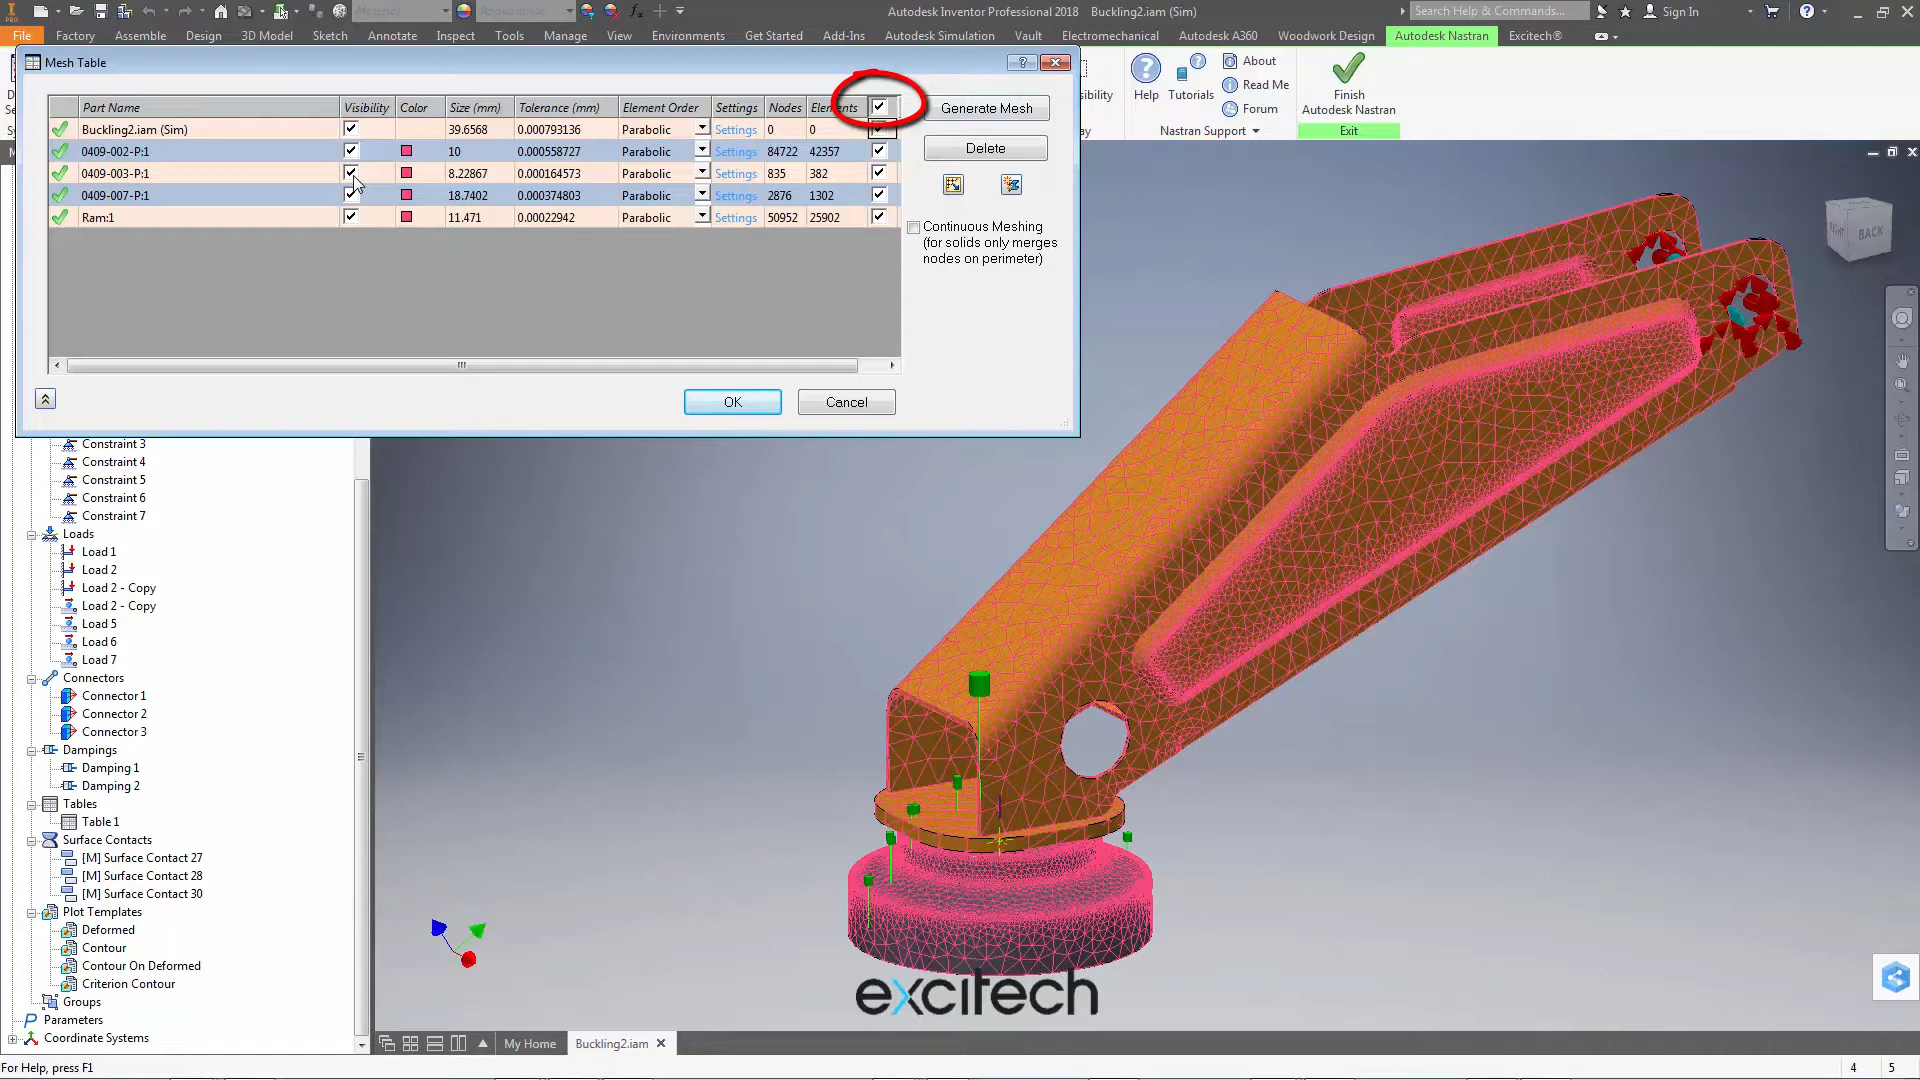 Material
Appearance
Autodesk Inventor Professional 2018 Buckling2.iam (Sim)
Search Help & Commands...
Sign In
File Factory Assemble Design 3D Model Sketch Annotate Inspect Tools Manage View Environments Get Started Add-Ins Autodesk Simulation Vault Electromechanical Autodesk A360 Woodwork Design Autodesk Nastran Excitech®
Mesh Table
Part Name Visibility Color Size (mm) Tolerance (mm) Element Order Settings Nodes Elements
Buckling2.iam (Sim) 39.6568 0.000793136 Parabolic Settings 0 0
0409-002-P:1 10 0.000558727 Parabolic Settings 84722 42357
0409-003-P:1 8.22867 0.000164573 Parabolic Settings 835 382
0409-007-P:1 18.7402 0.000374803 Parabolic Settings 2876 1302
Ram:1 11.471 0.00022942 Parabolic Settings 50952 25902
Generate Mesh
Delete
Continuous Meshing
(for solids only merges
nodes on perimeter)
OK Cancel
Help Tutorials
About
Read Me
Forum
Finish
Autodesk Nastran
Nastran Support
Exit
RIGHT BACK
Constraint 3
Constraint 4
Constraint 5
Constraint 6
Constraint 7
Loads
Load 1
Load 2
Load 2 - Copy
Load 2 - Copy
Load 5
Load 6
Load 7
Connectors
Connector 1
Connector 2
Connector 3
Dampings
Damping 1
Damping 2
Tables
Table 1
Surface Contacts
[M] Surface Contact 27
[M] Surface Contact 28
[M] Surface Contact 30
Plot Templates
Deformed
Contour
Contour On Deformed
Criterion Contour
Groups
Parameters
Coordinate Systems
excitech
My Home Buckling2.iam
For Help, press F1
4 5